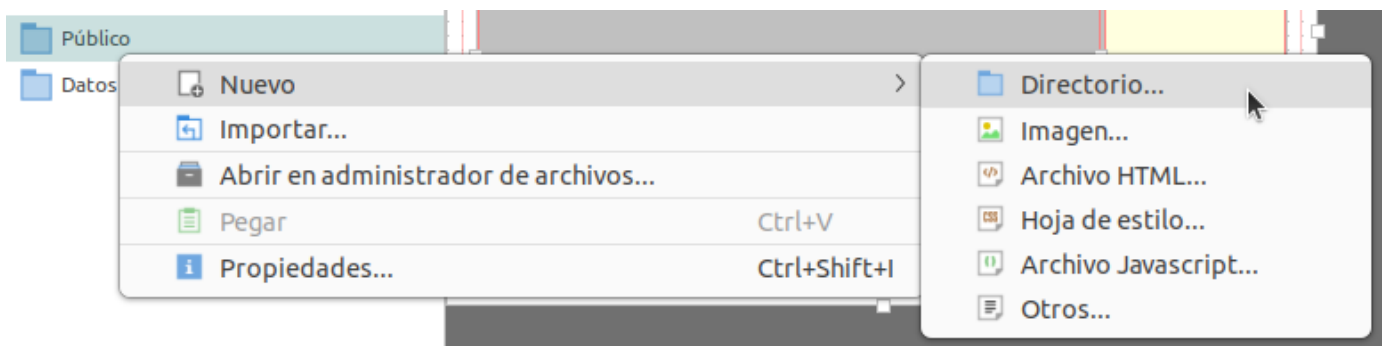 Público
Datos
Nuevo
Importar...
Abrir en administrador de archivos...
Pegar Ctrl+V
Propiedades... Ctrl+Shift+I
Directorio...
Imagen...
Archivo HTML...
Hoja de estilo...
Archivo Javascript...
Otros...